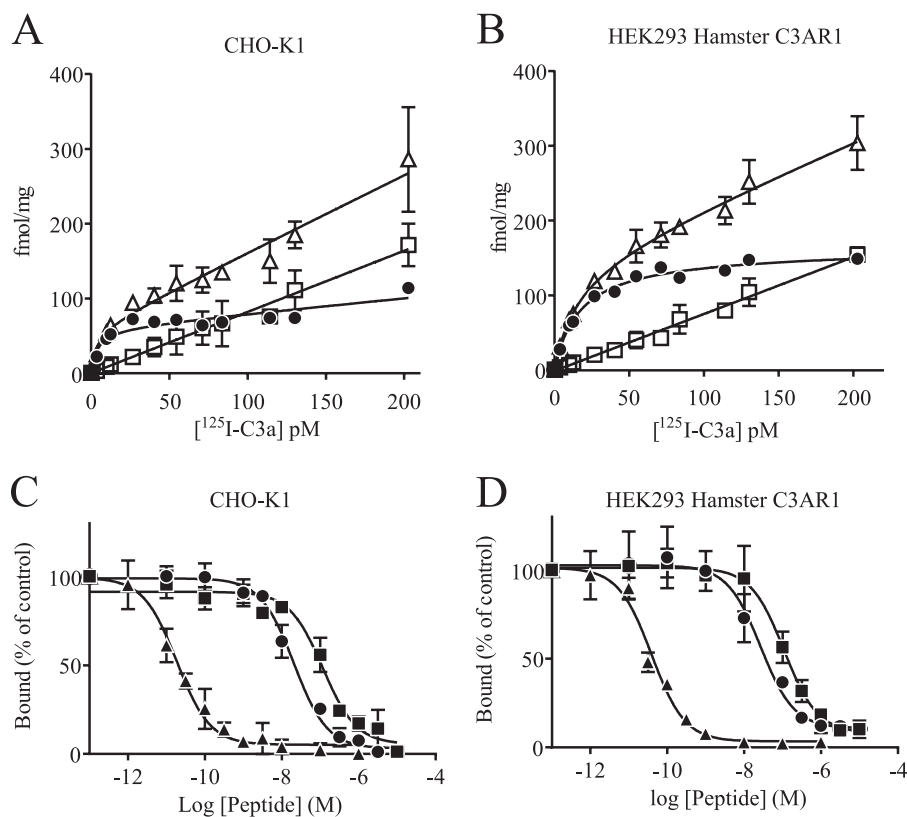 A
CHO-K1
400
300
200
100
0
fmol/mg
0
50
100
150
200
[¹²⁵I-C3a] pM
B
HEK293 Hamster C3AR1
400
300
200
100
0
fmol/mg
0
50
100
150
200
[¹²⁵I-C3a] pM
C
CHO-K1
100
50
0
Bound (% of control)
-12
-10
-8
-6
-4
Log [Peptide] (M)
D
HEK293 Hamster C3AR1
100
50
0
Bound (% of control)
-12
-10
-8
-6
-4
log [Peptide] (M)